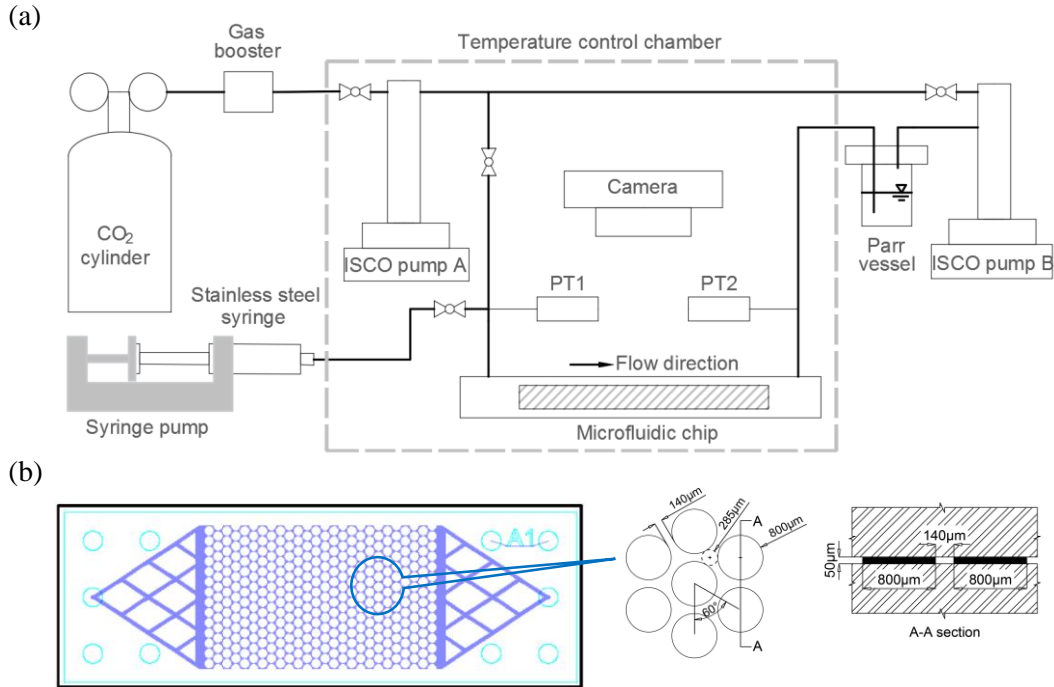 (a)
Gas
booster
Temperature control chamber
Camera
CO2
cylinder
ISCO pump A
Parr
vessel
ISCO pump B
PT1
PT2
Stainless steel
syringe
Flow direction
Syringe pump
Microfluidic chip
(b)
A1
140μm
285μm
A
800μm
60°
A
50μm
140μm
800μm
800μm
A-A section